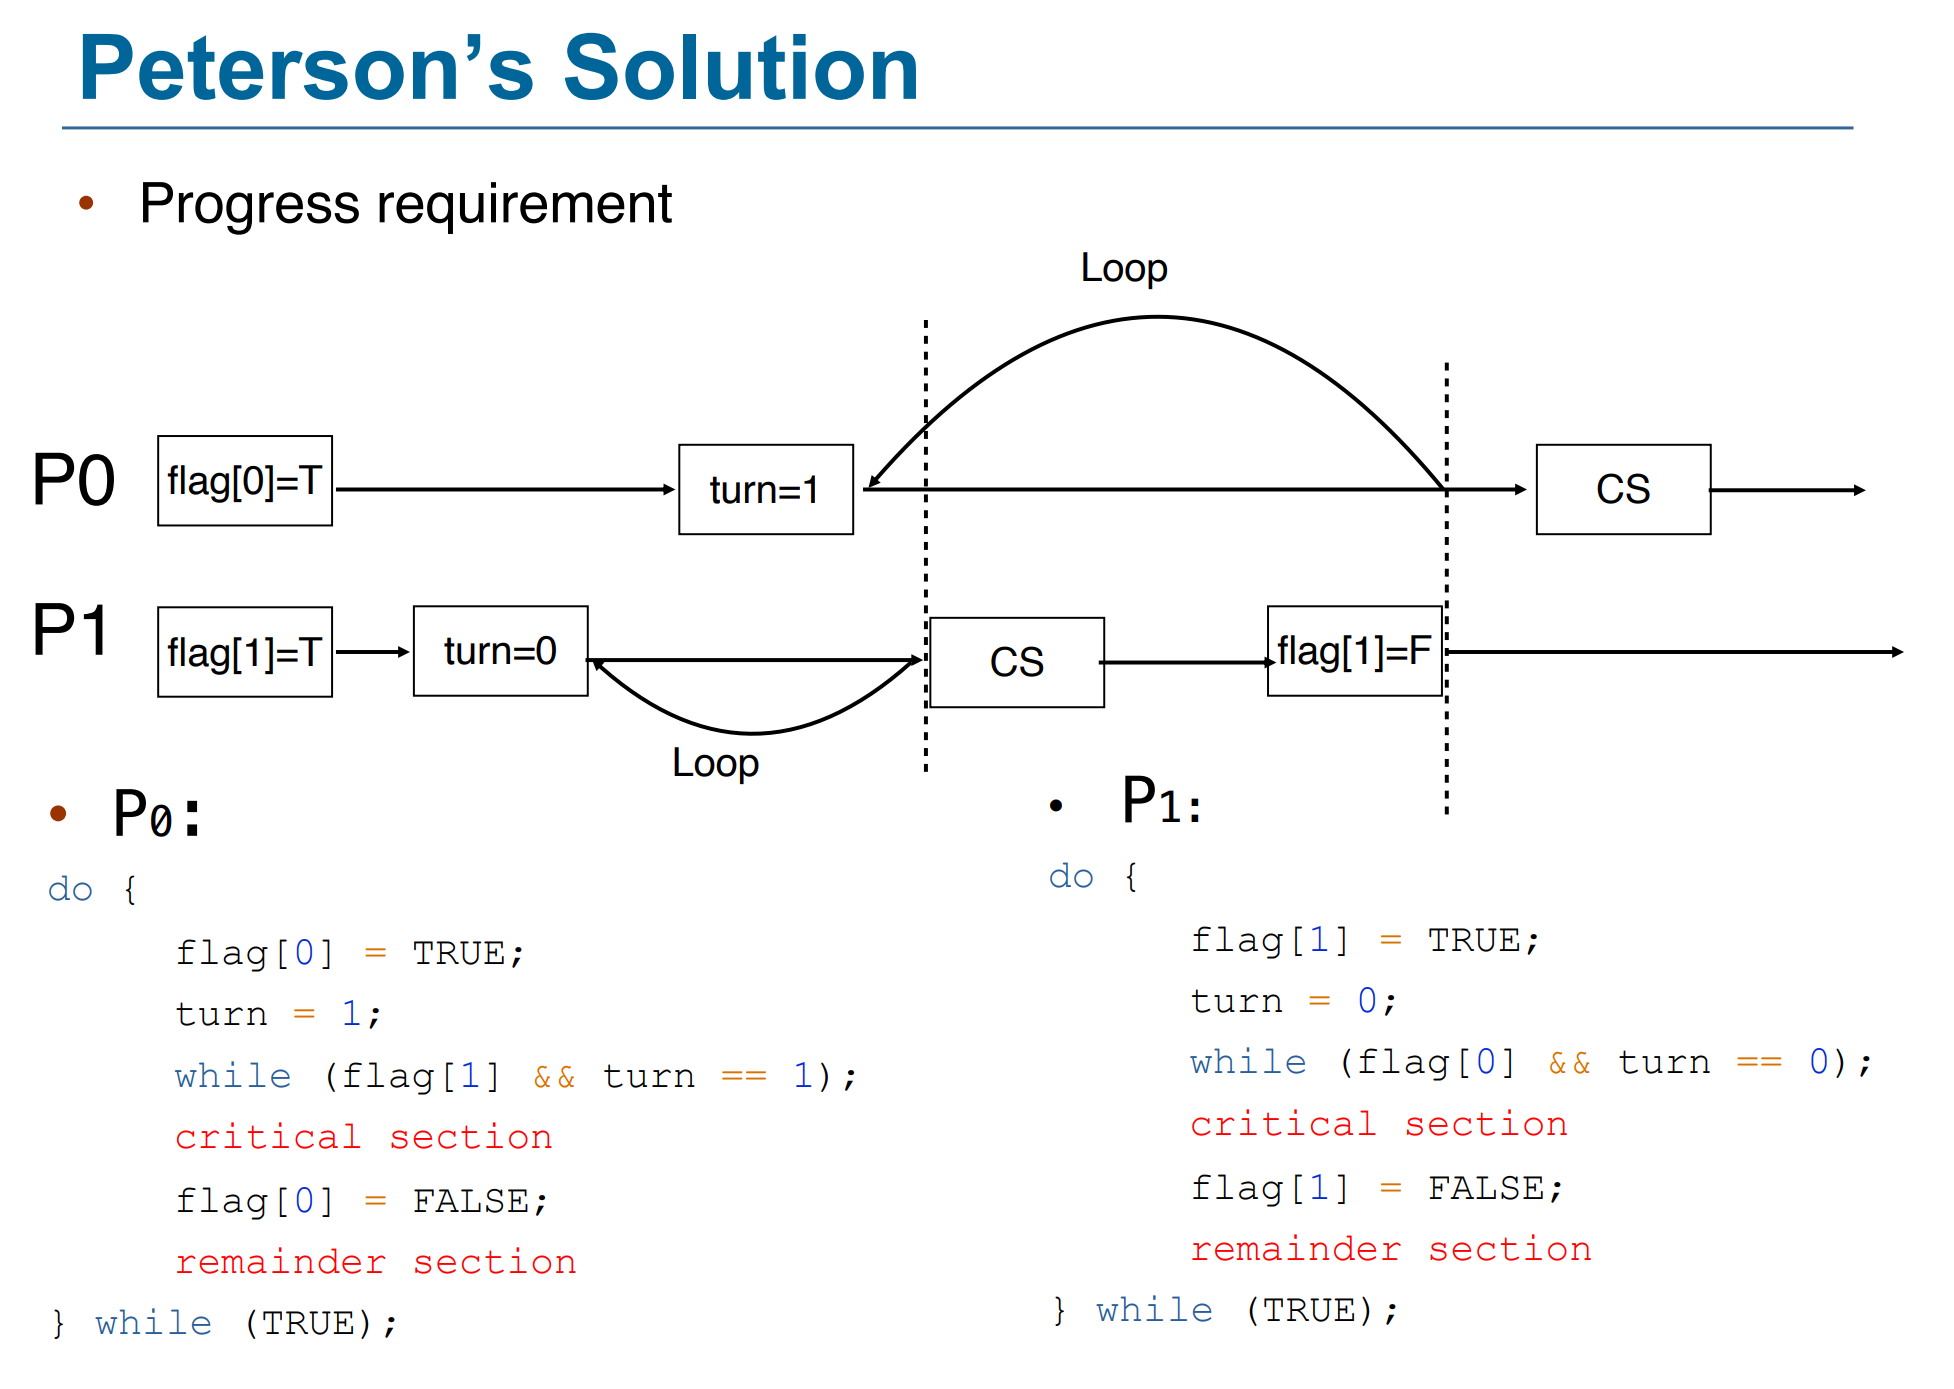 Peterson's Solution
• Progress requirement
Loop
P0
flag[0]=T
turn=1
CS
P1
flag[1]=T
turn=0
CS
flag[1]=F
Loop
• P0:
do {
flag[0] = TRUE;
turn = 1;
while (flag[1] && turn == 1);
critical section
flag[0] = FALSE;
remainder section
} while (TRUE);
• P1:
do {
flag[1] = TRUE;
turn = 0;
while (flag[0] && turn == 0);
critical section
flag[1] = FALSE;
remainder section
} while (TRUE);